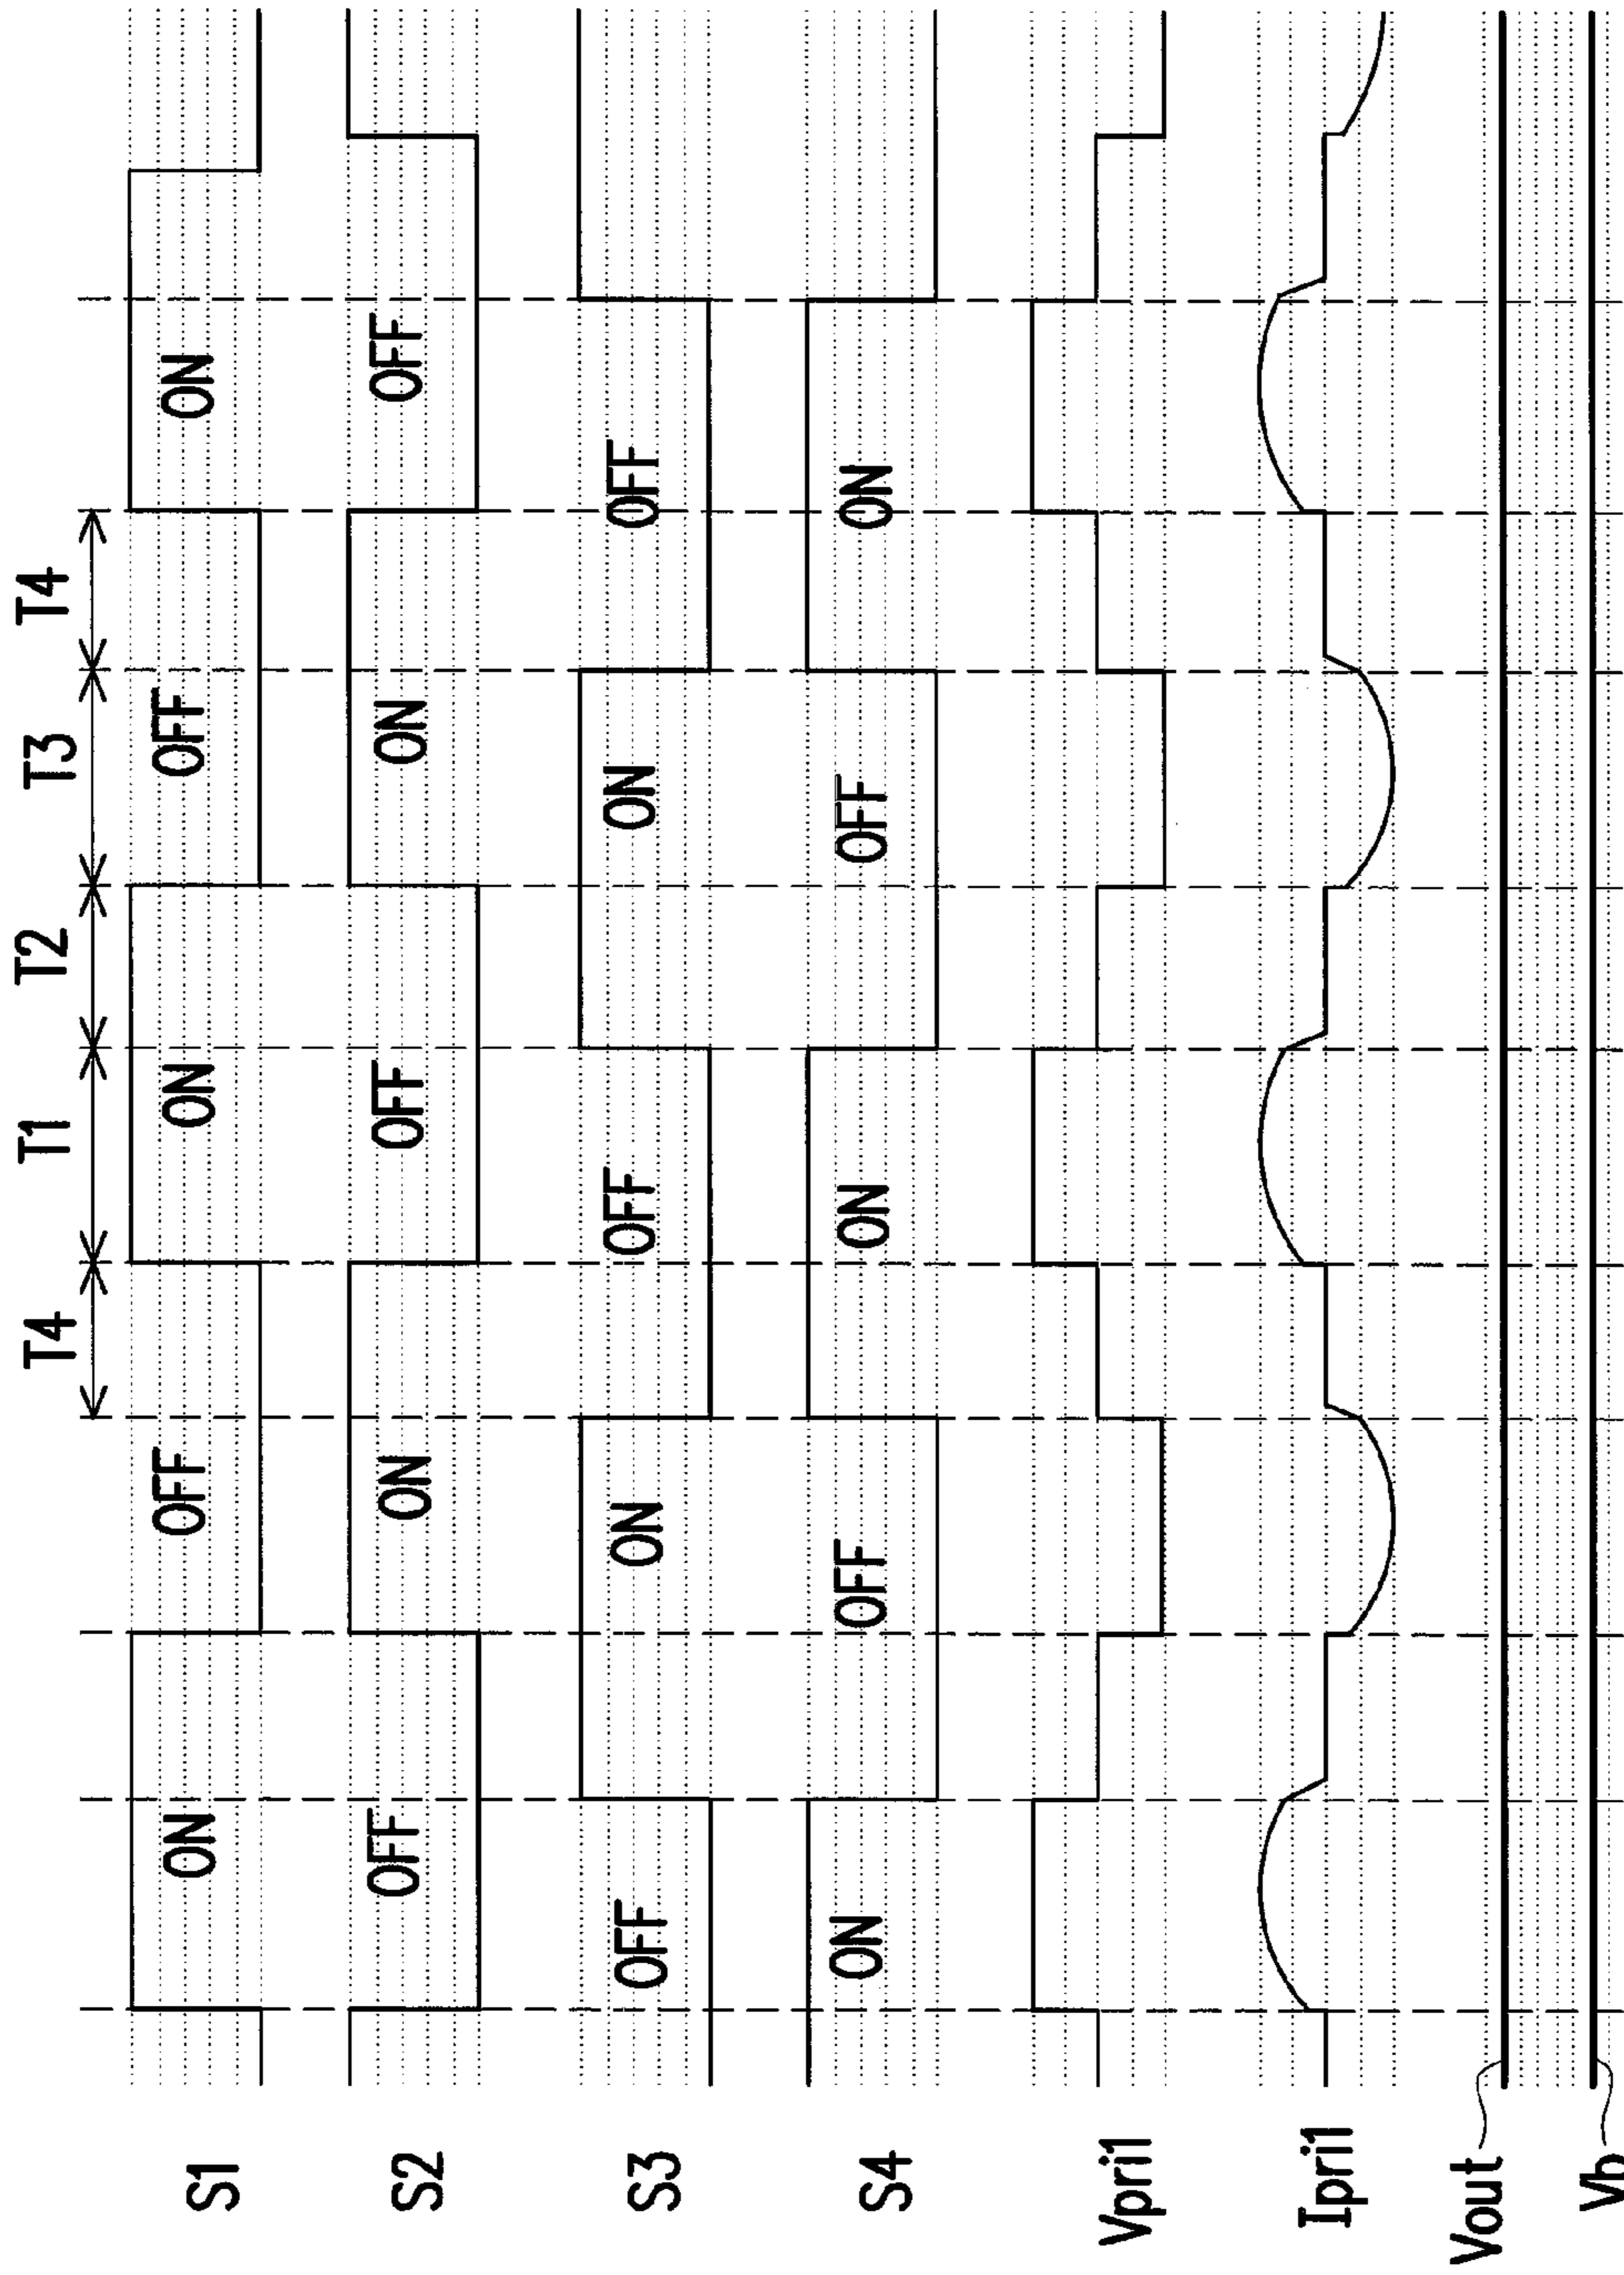 T4 T1 T2 T3 T4
S1 ON OFF ON OFF ON
S2 OFF ON OFF ON OFF
S3 OFF ON OFF ON OFF
S4 ON OFF ON OFF ON
Vpri1
Ipri1
Vout
Vb